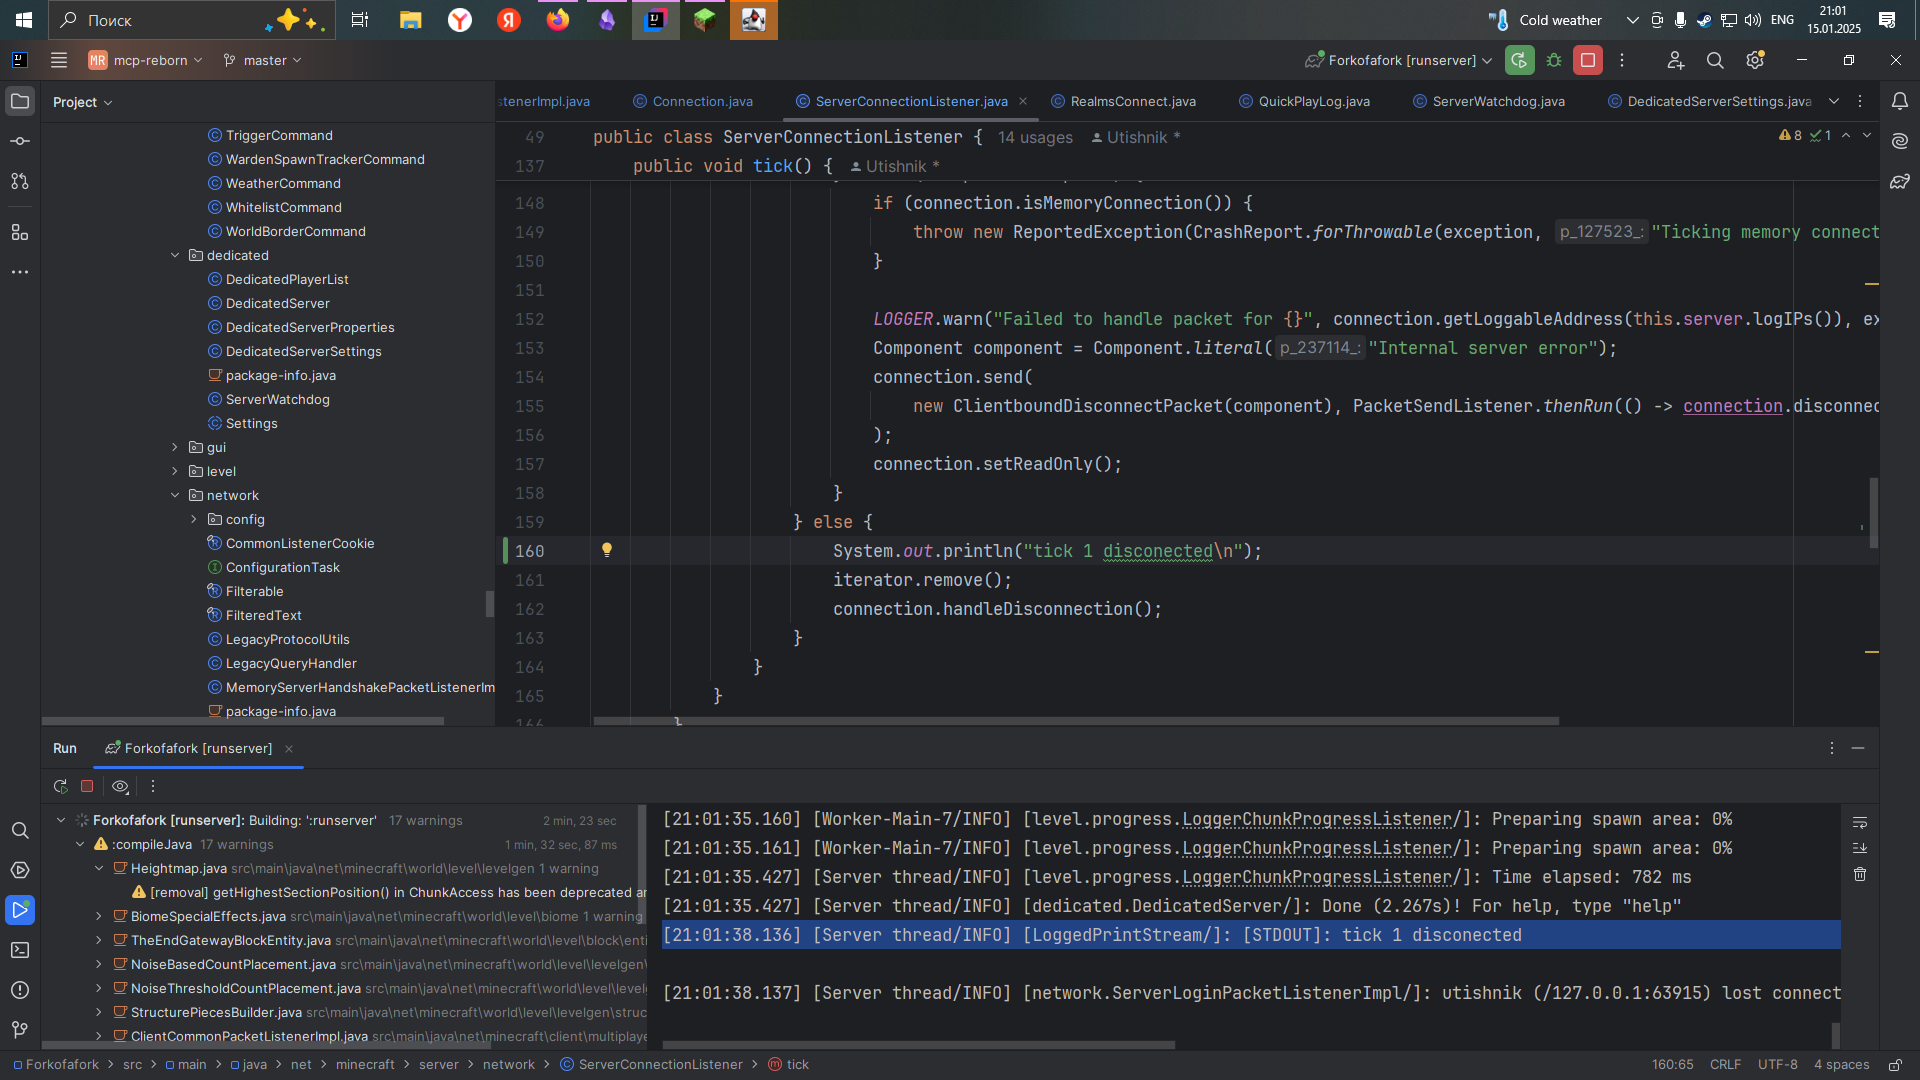 Поиск
Cold weather
ENG
21:01
15.01.2025
MR mcp-reborn
master
Forkofafork [runserver]
Project
stenerImpl.java
Connection.java
ServerConnectionListener.java
RealmsConnect.java
QuickPlayLog.java
ServerWatchdog.java
DedicatedServerSettings.java
TriggerCommand
WardenSpawnTrackerCommand
WeatherCommand
WhitelistCommand
WorldBorderCommand
dedicated
DedicatedPlayerList
DedicatedServer
DedicatedServerProperties
DedicatedServerSettings
package-info.java
ServerWatchdog
Settings
gui
level
network
config
CommonListenerCookie
ConfigurationTask
Filterable
FilteredText
LegacyProtocolUtils
LegacyQueryHandler
MemoryServerHandshakePacketListenerIm
package-info.java
49 public class ServerConnectionListener { 14 usages Utishnik *
8 1
137 public void tick() { Utishnik *
148 if (connection.isMemoryConnection()) {
149 throw new ReportedException(CrashReport.forThrowable(exception, p_127523_: "Ticking memory connect
150 }
151
152 LOGGER.warn("Failed to handle packet for {}", connection.getLoggableAddress(this.server.logIPs()), ex
153 Component component = Component.literal( p_237114_: "Internal server error");
154 connection.send(
155 new ClientboundDisconnectPacket(component), PacketSendListener.thenRun(() -> connection.disconnec
156 );
157 connection.setReadOnly();
158 }
159 } else {
160 System.out.println("tick 1 disconected\n");
161 iterator.remove();
162 connection.handleDisconnection();
163 }
164 }
165 }
166 }
Run
Forkofafork [runserver]
Forkofafork [runserver]: Building: ':runserver' 17 warnings 2 min, 23 sec
:compileJava 17 warnings 1 min, 32 sec, 87 ms
Heightmap.java src\main\java\net\minecraft\world\level\levelgen 1 warning
[removal] getHighestSectionPosition() in ChunkAccess has been deprecated an
BiomeSpecialEffects.java src\main\java\net\minecraft\world\level\biome 1 warning
TheEndGatewayBlockEntity.java src\main\java\net\minecraft\world\level\block\enti
NoiseBasedCountPlacement.java src\main\java\net\minecraft\world\level\levelgen\
NoiseThresholdCountPlacement.java src\main\java\net\minecraft\world\level\level
StructurePiecesBuilder.java src\main\java\net\minecraft\world\level\levelgen\struc
ClientCommonPacketListenerImpl.java src\main\java\net\minecraft\client\multiplaye
[21:01:35.160] [Worker-Main-7/INFO] [level.progress.LoggerChunkProgressListener/]: Preparing spawn area: 0%
[21:01:35.161] [Worker-Main-7/INFO] [level.progress.LoggerChunkProgressListener/]: Preparing spawn area: 0%
[21:01:35.427] [Server thread/INFO] [level.progress.LoggerChunkProgressListener/]: Time elapsed: 782 ms
[21:01:35.427] [Server thread/INFO] [dedicated.DedicatedServer/]: Done (2.267s)! For help, type "help"
[21:01:38.136] [Server thread/INFO] [LoggedPrintStream/]: [STDOUT]: tick 1 disconected
[21:01:38.137] [Server thread/INFO] [network.ServerLoginPacketListenerImpl/]: utishnik (/127.0.0.1:63915) lost connect
Forkofafork > src > main > java > net > minecraft > server > network > ServerConnectionListener > tick
160:65 CRLF UTF-8 4 spaces